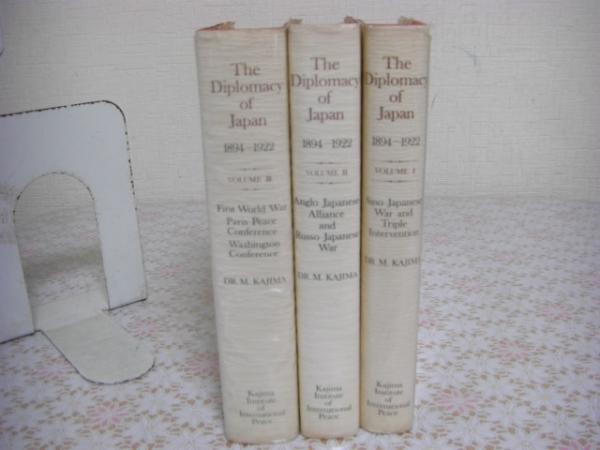 The
Diplomacy
of
Japan
1894-1922
VOLUME III
First World War
Paris Peace
Conference
Washington
Conference
DR. M. KAJIMA
Kajima
Institute
of
International
Peace
The
Diplomacy
of
Japan
1894-1922
VOLUME II
Anglo Japanese
Alliance
and
Russo Japanese
War
DR. M. KAJIMA
Kajima
Institute
of
International
Peace
The
Diplomacy
of
Japan
1894-1922
VOLUME I
Sino Japanese
War and
Triple
Intervention
DR. M. KAJIMA
Kajima
Institute
of
International
Peace